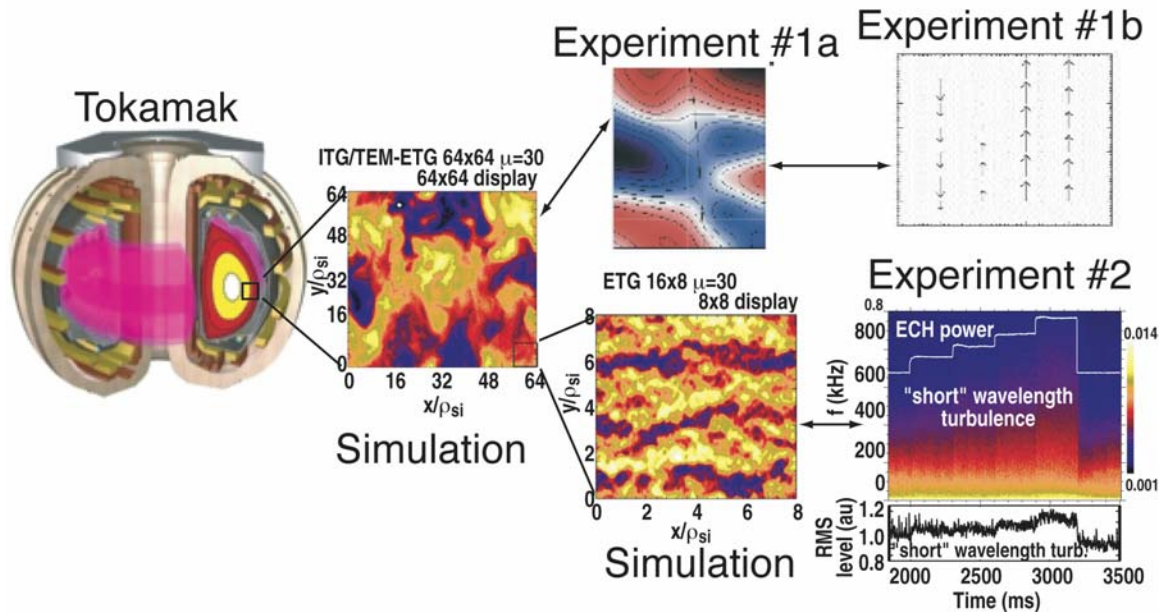 Experiment #1a
Experiment #1b
Tokamak
ITG/TEM-ETG 64x64 μ=30
64x64 display
64
48
32
16
0
y/ρsi
0 16 32 48 64
x/ρsi
Simulation
ETG 16x8 μ=30
8x8 display
8
6
4
2
0
y/ρsi
0 2 4 6 8
x/ρsi
Simulation
Experiment #2
0.8
800
600
400
200
0
f (kHz)
ECH power
"short" wavelength
turbulence
0.014
0.001
1.2
1.0
0.8
RMS
level (au)
"short" wavelength turb.
2000 2500 3000 3500
Time (ms)